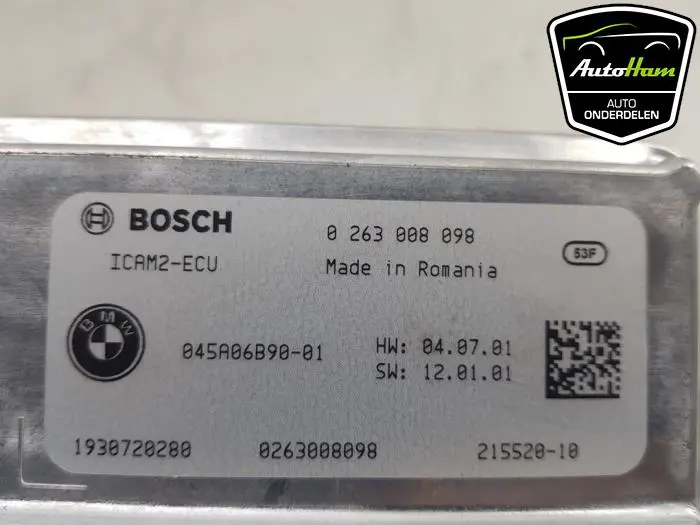 AutoHam
AUTO
ONDERDELEN
BOSCH
0 263 008 098
ICAM2-ECU
Made in Romania
53F
BMW
045A06B90-01
HW: 04.07.01
SW: 12.01.01
1930720280
0263008098
215520-10